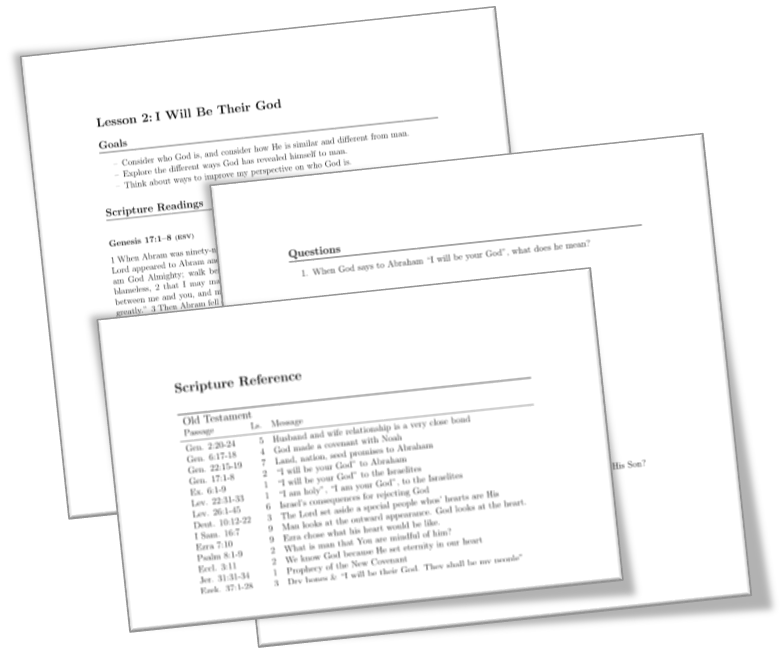 Lesson 2: I Will Be Their God
Goals
– Consider who God is, and consider how He is similar and different from man.
– Explore the different ways God has revealed himself to man.
– Think about ways to improve my perspective on who God is.
Scripture Readings
Genesis 17:1–8 (ESV)
1 When Abram was ninety-n
Lord appeared to Abram and
am God Almighty; walk be
blameless, 2 that I may ma
between me and you, and m
greatly." 3 Then Abram fell
Questions
1. When God says to Abraham "I will be your God", what does he mean?
His Son?
Scripture Reference
Old Testament
Passage Ls. Message
Gen. 2:20-24 5 Husband and wife relationship is a very close bond
Gen. 6:17-18 4 God made a covenant with Noah
Gen. 22:15-19 7 Land, nation, seed promises to Abraham
Gen. 17:1-8 2 "I will be your God" to Abraham
Ex. 6:1-9 1 "I will be your God" to the Israelites
Lev. 22:31-33 1 "I am holy", "I am your God", to the Israelites
Lev. 26:1-45 6 Israel's consequences for rejecting God
Deut. 10:12-22 3 The Lord set aside a special people whos' hearts are His
1 Sam. 16:7 9 Man looks at the outward appearance. God looks at the heart.
Ezra 7:10 9 Ezra chose what his heart would be like.
Psalm 8:1-9 2 What is man that You are mindful of him?
Eccl. 3:11 2 We know God because He set eternity in our heart
Jer. 31:31-34 1 Prophecy of the New Covenant
Ezek. 37:1-28 3 Dry bones & "I will be their God. They shall be my people"